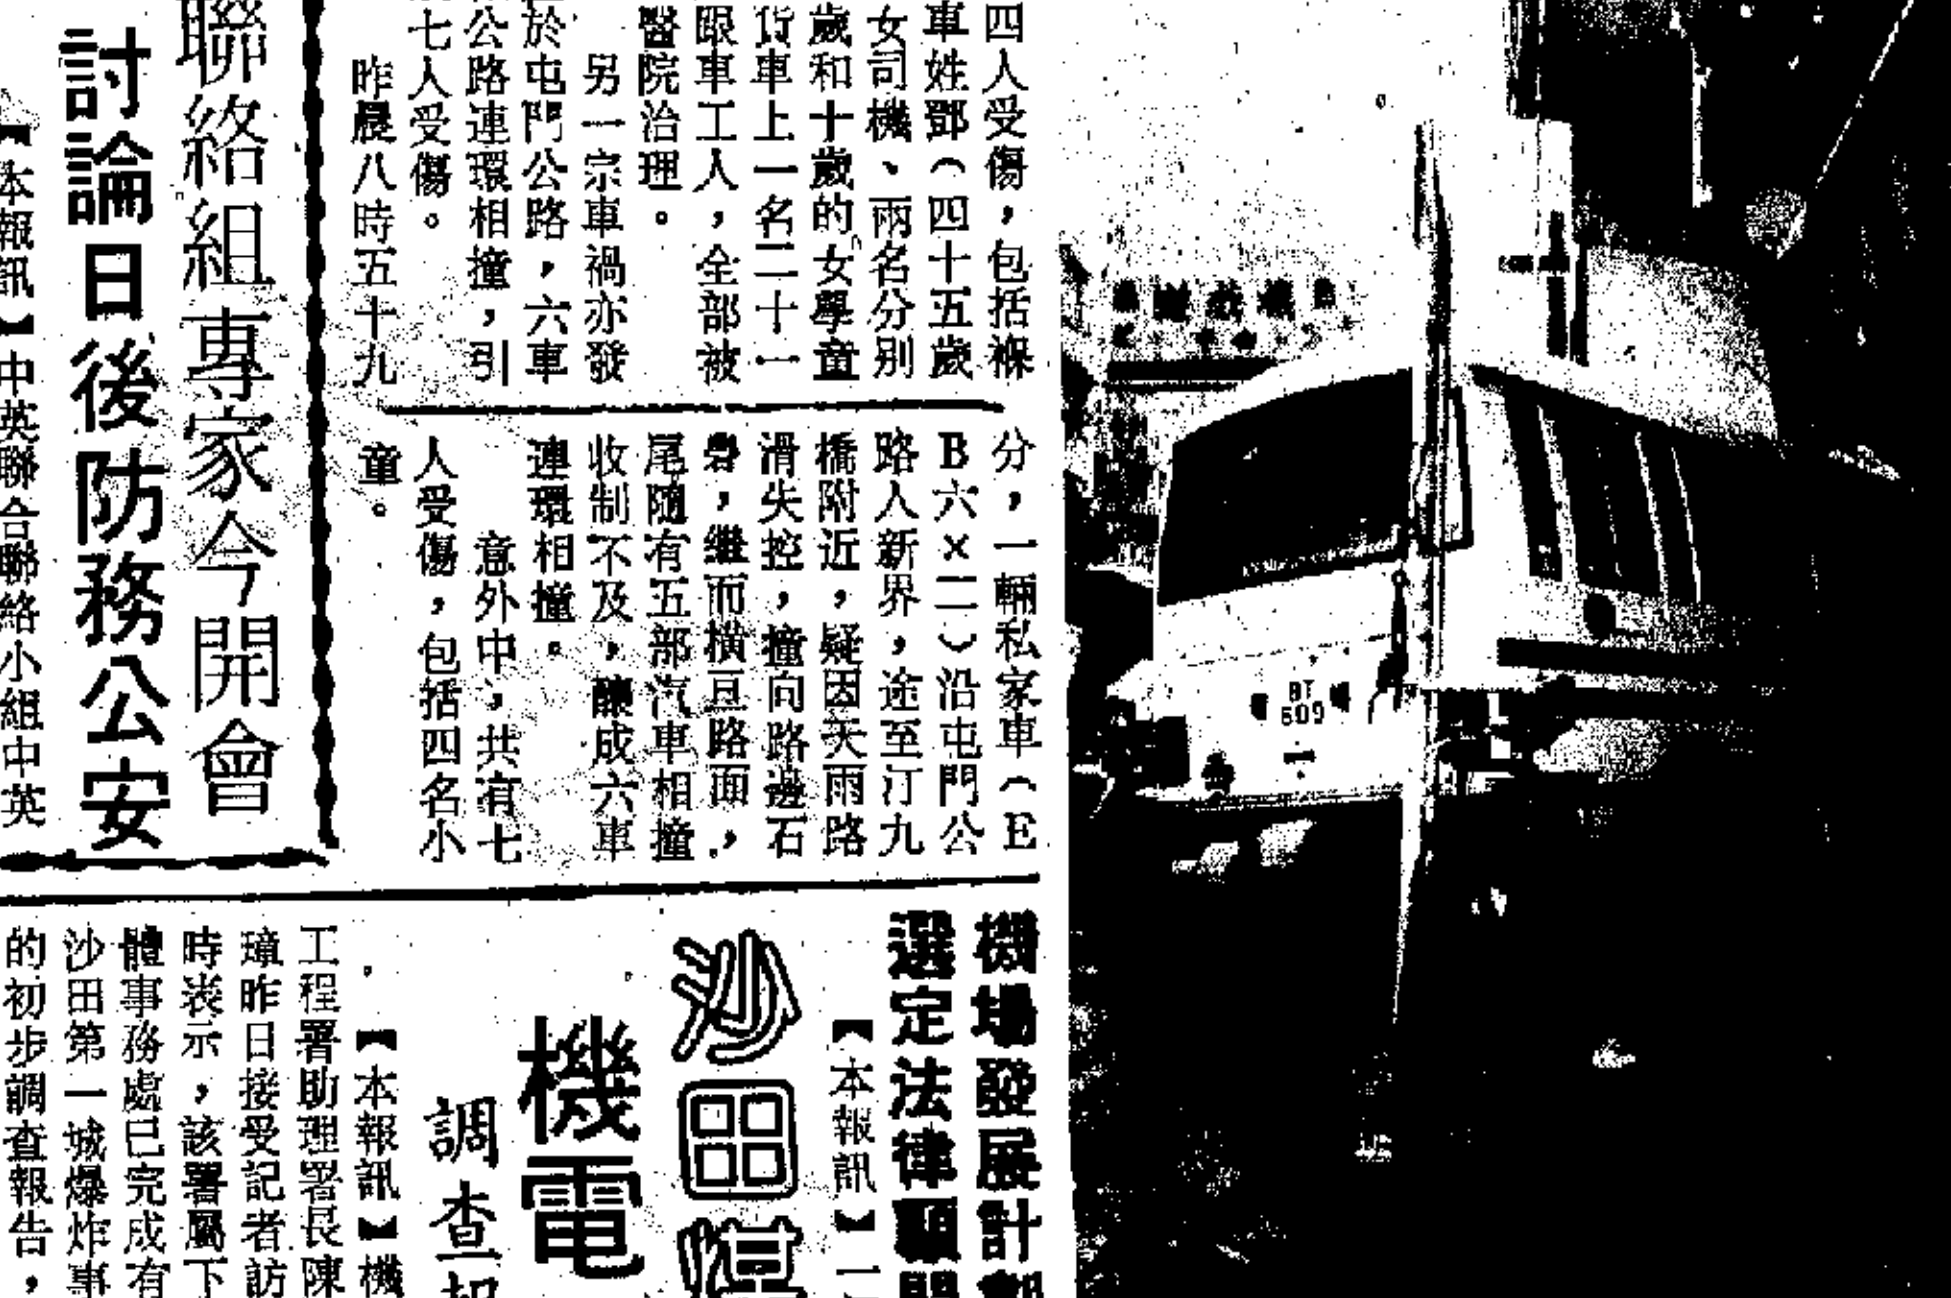 四人受傷，包括褓
車姓鄧（四十五歲
女司機、兩名分別
歲和十歲的女學童
貨車上一名二十一
跟車工人，全部被
醫院治理。
另一宗車禍亦發
於屯門公路，六車
公路連環相撞，引
七人受傷。
昨晨八時五十九
分，一輛私家車（E
B六×二）沿屯門公
路人新界，途至汀九
橋附近，疑因天雨路
滑失控，撞向路邊石
礐，繼而橫亘路面，
尾隨有五部汽車相撞
收制不及，釀成六車
連環相撞。
意外中，共有七
人受傷，包括四名小
童。
聯絡組專家今開會
討論日後防務公安
【本報訊】中英聯合聯絡小組中英
BT
609
機場發展計劃
選定法律顧問
【本報訊】一
沙田煤
機電
調查報
【本報訊】機
工程署助理署長陳
璋昨日接受記者訪
時表示，該署屬下
體事務處已完成有
沙田第一城爆炸事
的初步調查報告，